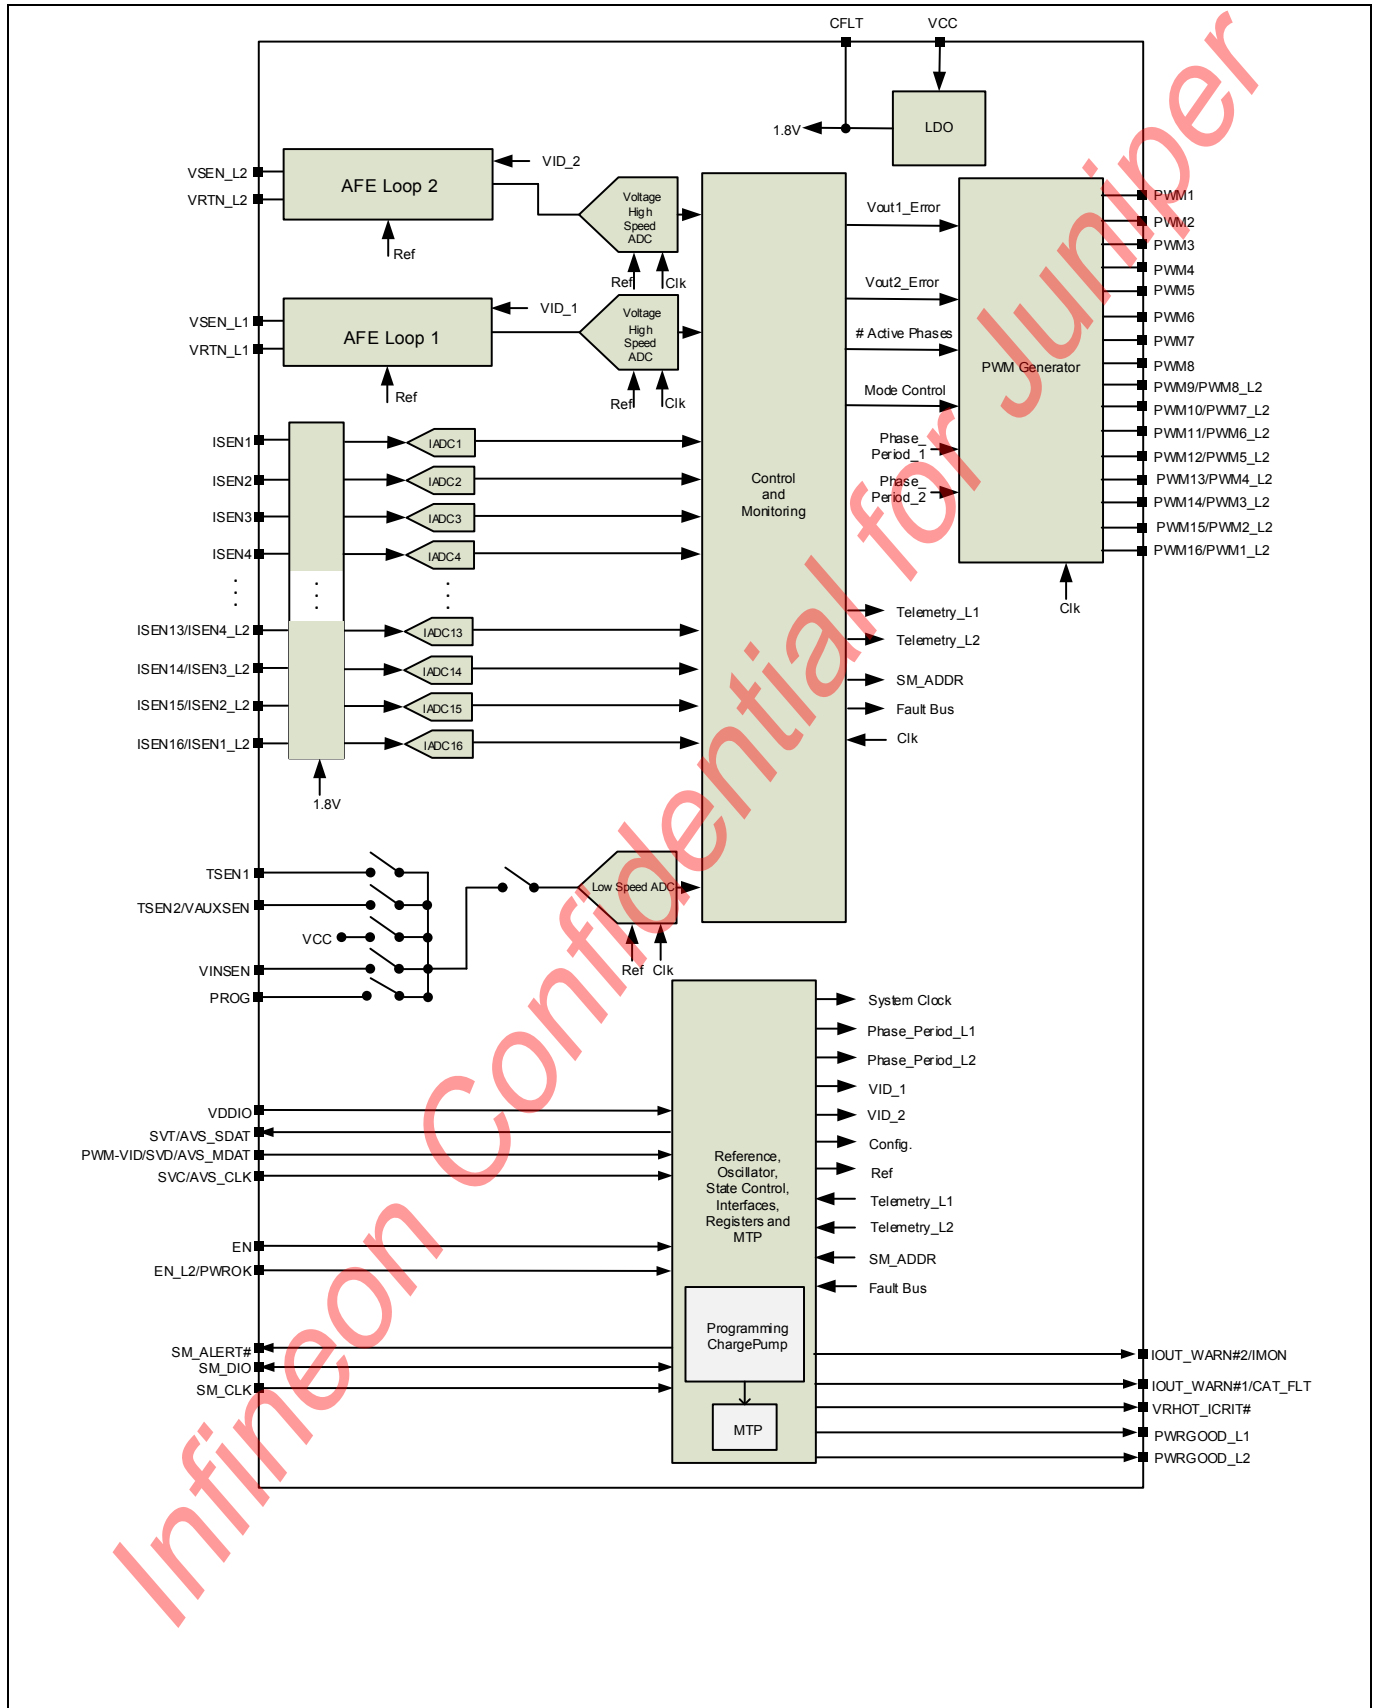 CFLT
VCC
LDO
1.8V
VSEN_L2
VRTN_L2
AFE Loop 2
VID_2
Ref
Voltage
High
Speed
ADC
Ref
Clk
VSEN_L1
VRTN_L1
AFE Loop 1
VID_1
Ref
Voltage
High
Speed
ADC
Ref
Clk
ISEN1
ISEN2
ISEN3
ISEN4
ISEN13/ISEN4_L2
ISEN14/ISEN3_L2
ISEN15/ISEN2_L2
ISEN16/ISEN1_L2
1.8V
IADC1
IADC2
IADC3
IADC4
IADC13
IADC14
IADC15
IADC16
Control
and
Monitoring
Vout1_Error
Vout2_Error
# Active Phases
Mode Control
Phase_
Period_1
Phase_
Period_2
PWM Generator
Clk
PWM1
PWM2
PWM3
PWM4
PWM5
PWM6
PWM7
PWM8
PWM9/PWM8_L2
PWM10/PWM7_L2
PWM11/PWM6_L2
PWM12/PWM5_L2
PWM13/PWM4_L2
PWM14/PWM3_L2
PWM15/PWM2_L2
PWM16/PWM1_L2
Telemetry_L1
Telemetry_L2
SM_ADDR
Fault Bus
Clk
TSEN1
TSEN2/VAUXSEN
VCC
VINSEN
PROG
Low Speed ADC
Ref
Clk
VDDIO
SVT/AVS_SDAT
PWM-VID/SVD/AVS_MDAT
SVC/AVS_CLK
EN
EN_L2/PWROK
SM_ALERT#
SM_DIO
SM_CLK
Reference,
Oscillator,
State Control,
Interfaces,
Registers and
MTP
Programming
ChargePump
MTP
System Clock
Phase_Period_L1
Phase_Period_L2
VID_1
VID_2
Config.
Ref
Telemetry_L1
Telemetry_L2
SM_ADDR
Fault Bus
IOUT_WARN#2/IMON
IOUT_WARN#1/CAT_FLT
VRHOT_ICRIT#
PWRGOOD_L1
PWRGOOD_L2
Infineon Confidential for Juniper